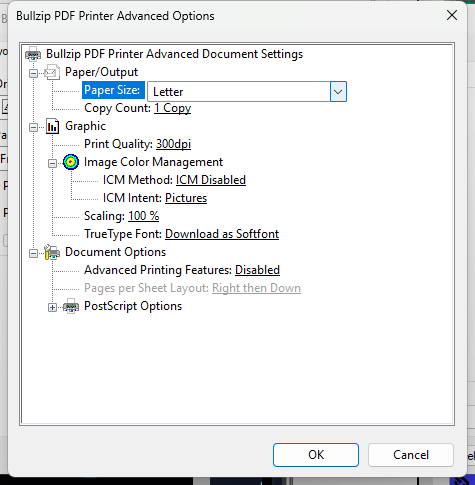 Bullzip PDF Printer Advanced Options
Bullzip PDF Printer Advanced Document Settings
Paper/Output
Paper Size: Letter
Copy Count: 1 Copy
Graphic
Print Quality: 300dpi
Image Color Management
ICM Method: ICM Disabled
ICM Intent: Pictures
Scaling: 100 %
TrueType Font: Download as Softfont
Document Options
Advanced Printing Features: Disabled
Pages per Sheet Layout: Right then Down
PostScript Options
OK Cancel